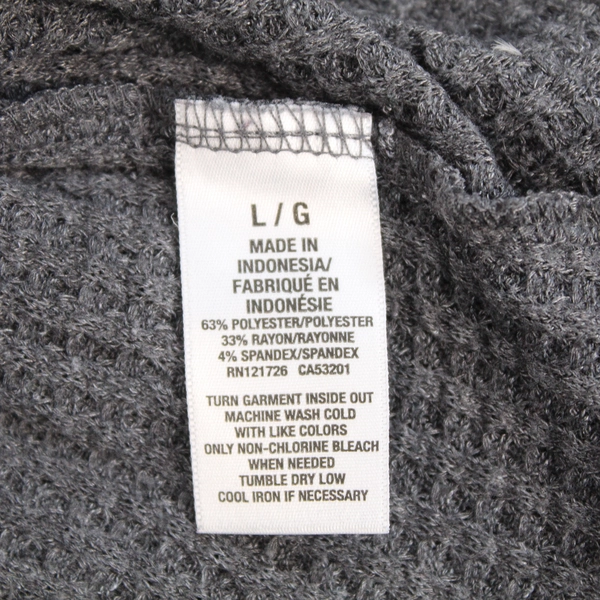 L / G
MADE IN
INDONESIA/
FABRIQUÉ EN
INDONÉSIE
63% POLYESTER/POLYESTER
33% RAYON/RAYONNE
4% SPANDEX/SPANDEX
RN121726 CA53201
TURN GARMENT INSIDE OUT
MACHINE WASH COLD
WITH LIKE COLORS
ONLY NON-CHLORINE BLEACH
WHEN NEEDED
TUMBLE DRY LOW
COOL IRON IF NECESSARY